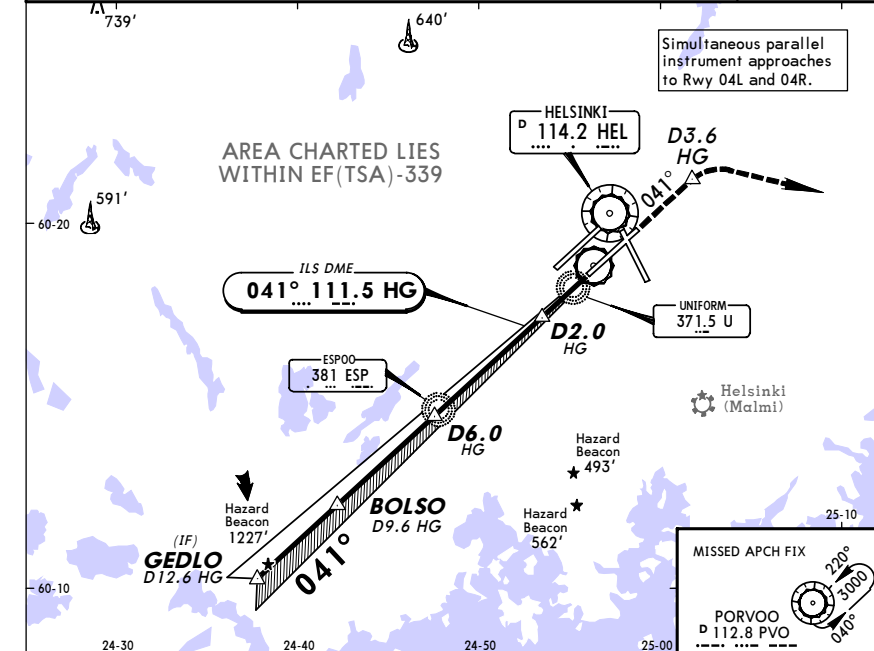 739'
640'
Simultaneous parallel
instrument approaches
to Rwy 04L and 04R.
HELSINKI
D 114.2 HEL
D3.6
HG
AREA CHARTED LIES
WITHIN EF(TSA)-339
041°
591'
60-20
ILS DME
041° 111.5 HG
UNIFORM
371.5 U
D2.0
HG
ESPOO
381 ESP
Helsinki
(Malmi)
D6.0
HG
Hazard
Beacon
493'
Hazard
Beacon
1227'
BOLSO
D9.6 HG
Hazard
Beacon
562'
25-10
(IF)
GEDLO
D12.6 HG
041°
MISSED APCH FIX
220°
3000
040°
PORVOO
D 112.8 PVO
60-10
24-30
24-40
24-50
25-00